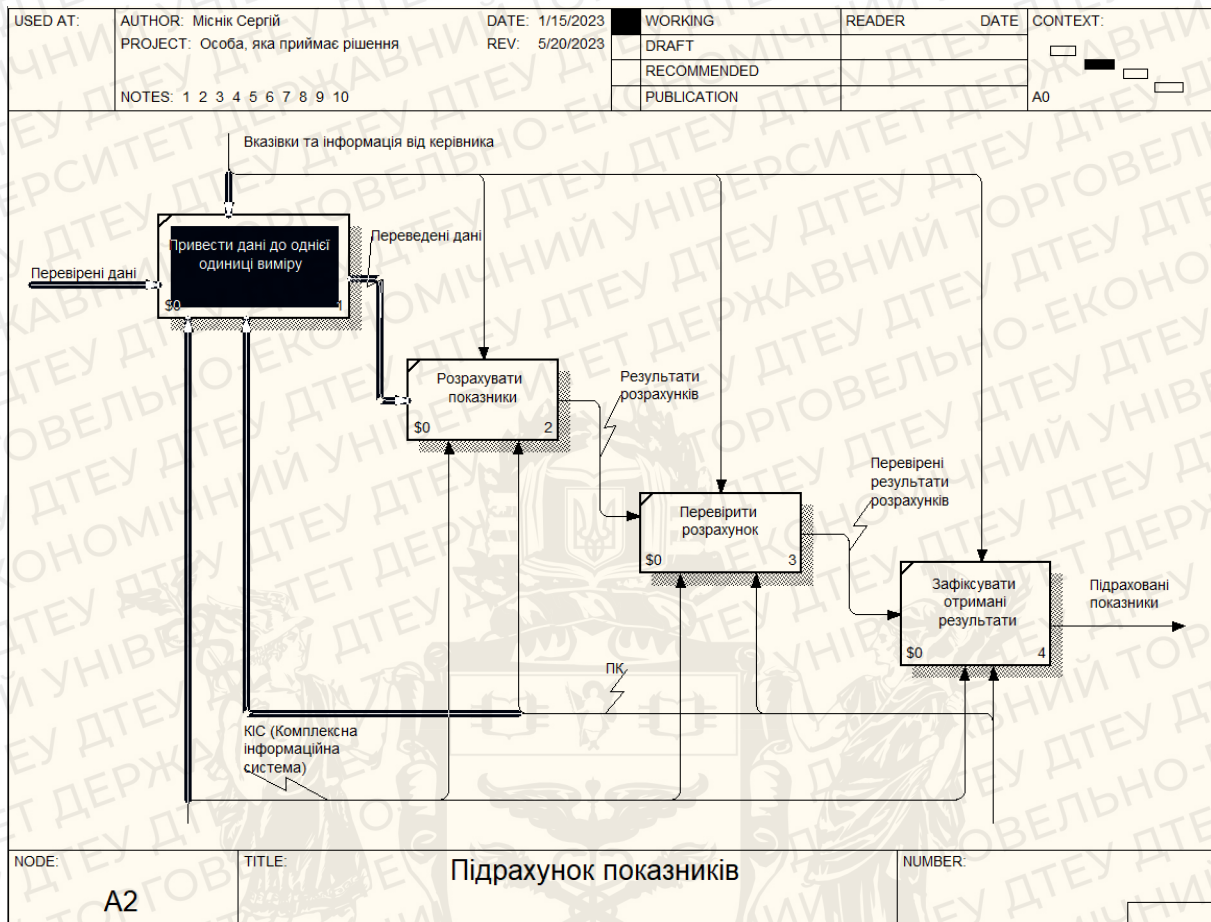 USED AT:
AUTHOR: Міснік Сергій
DATE: 1/15/2023
PROJECT: Особа, яка приймає рішення
REV: 5/20/2023
NOTES: 1 2 3 4 5 6 7 8 9 10
WORKING
DRAFT
RECOMMENDED
PUBLICATION
READER
DATE
CONTEXT:
A0
Вказівки та інформація від керівника
Перевірені дані
Привести дані до однієї
одиниці виміру
$0
1
Переведені дані
Розрахувати
показники
$0
2
Результати
розрахунків
Перевірити
розрахунок
$0
3
Перевірені
результати
розрахунків
Зафіксувати
отримані
результати
$0
4
Підраховані
показники
ПК
КІС (Комплексна
інформаційна
система)
NODE:
A2
TITLE:
Підрахунок показників
NUMBER: